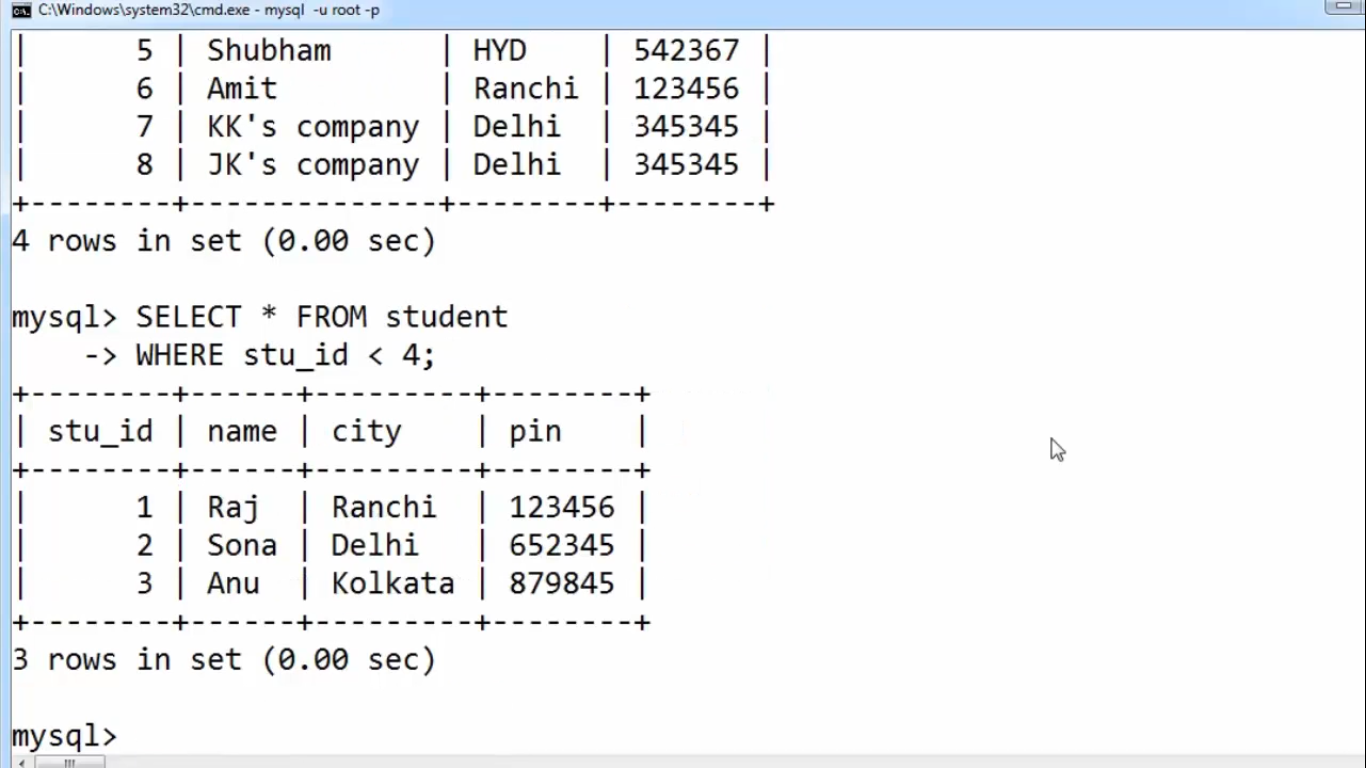 C:\Windows\system32\cmd.exe - mysql -u root -p
|      5 | Shubham      | HYD    | 542367 |
|      6 | Amit         | Ranchi | 123456 |
|      7 | KK's company | Delhi  | 345345 |
|      8 | JK's company | Delhi  | 345345 |
+--------+--------------+--------+--------+
4 rows in set (0.00 sec)
mysql> SELECT * FROM student
    -> WHERE stu_id < 4;
+--------+------+---------+--------+
| stu_id | name | city    | pin    |
+--------+------+---------+--------+
|      1 | Raj  | Ranchi  | 123456 |
|      2 | Sona | Delhi   | 652345 |
|      3 | Anu  | Kolkata | 879845 |
+--------+------+---------+--------+
3 rows in set (0.00 sec)
mysql>